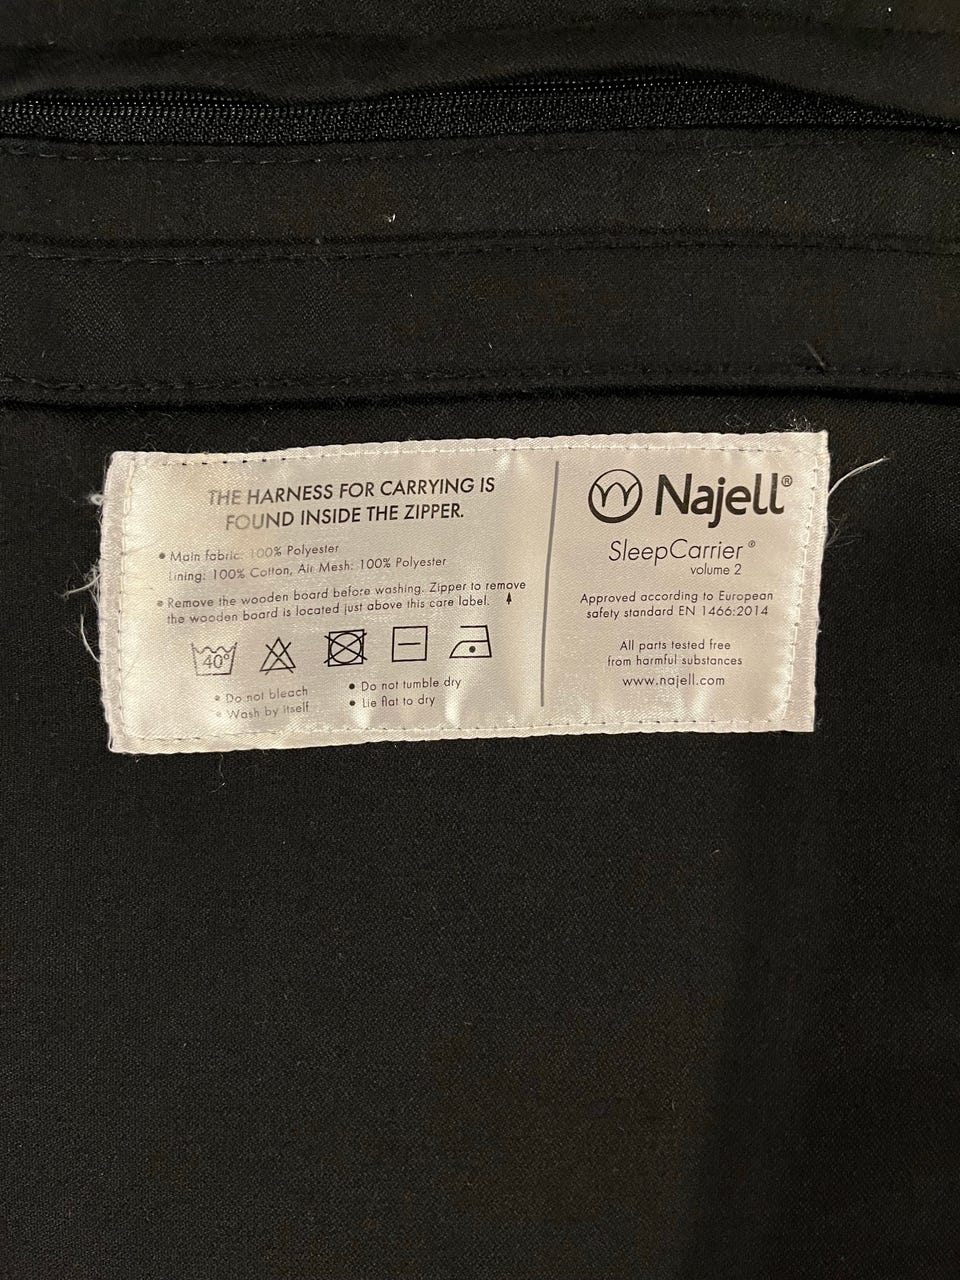 THE HARNESS FOR CARRYING IS
FOUND INSIDE THE ZIPPER.
• Main fabric: 100% Polyester
Lining: 100% Cotton, Air Mesh: 100% Polyester
• Remove the wooden board before washing. Zipper to remove
the wooden board is located just above this care label.
40°
• Do not bleach
• Wash by itself
• Do not tumble dry
• Lie flat to dry
Najell®
SleepCarrier®
volume 2
Approved according to European
safety standard EN 1466:2014
All parts tested free
from harmful substances
www.najell.com